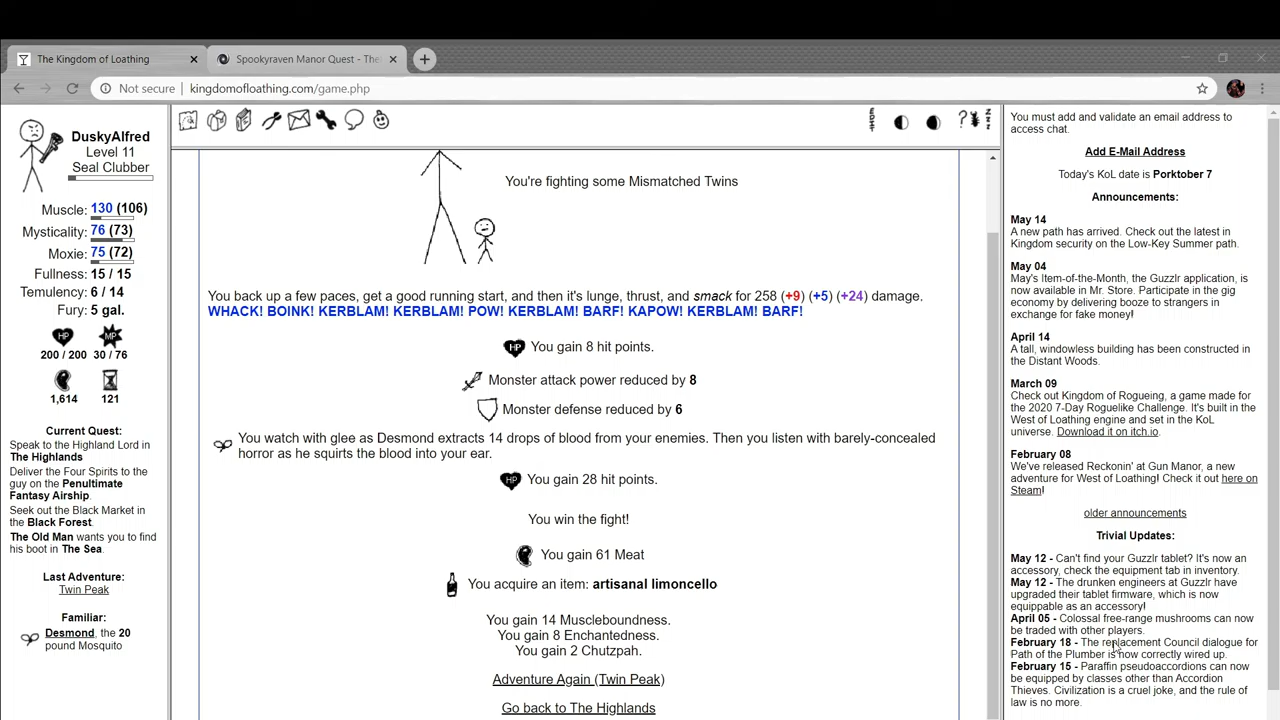 The Kingdom of Loathing
Spookyraven Manor Quest - The
Not secure
kingdomofloathing.com/game.php
DuskyAlfred
Level 11
Seal Clubber
Muscle: 130 (106)
Mysticality: 76 (73)
Moxie: 75 (72)
Fullness: 15 / 15
Temulency: 6 / 14
Fury: 5 gal.
HP
MP
200 / 200 30 / 76
1,614 121
Current Quest:
Speak to the Highland Lord in
The Highlands
Deliver the Four Spirits to the
guy on the Penultimate
Fantasy Airship.
Seek out the Black Market in
the Black Forest.
The Old Man wants you to find
his boot in The Sea.
Last Adventure:
Twin Peak
Familiar:
Desmond, the 20
pound Mosquito
EDIT
?
ZZZ
You're fighting some Mismatched Twins
You back up a few paces, get a good running start, and then it's lunge, thrust, and smack for 258 (+9) (+5) (+24) damage.
WHACK! BOINK! KERBLAM! KERBLAM! POW! KERBLAM! BARF! KAPOW! KERBLAM! BARF!
HP You gain 8 hit points.
Monster attack power reduced by 8
Monster defense reduced by 6
You watch with glee as Desmond extracts 14 drops of blood from your enemies. Then you listen with barely-concealed
horror as he squirts the blood into your ear.
HP You gain 28 hit points.
You win the fight!
You gain 61 Meat
You acquire an item: artisanal limoncello
You gain 14 Muscleboundness.
You gain 8 Enchantedness.
You gain 2 Chutzpah.
Adventure Again (Twin Peak)
Go back to The Highlands
You must add and validate an email address to
access chat.
Add E-Mail Address
Today's KoL date is Porktober 7
Announcements:
May 14
A new path has arrived. Check out the latest in
Kingdom security on the Low-Key Summer path.
May 04
May's Item-of-the-Month, the Guzzlr application, is
now available in Mr. Store. Participate in the gig
economy by delivering booze to strangers in
exchange for fake money!
April 14
A tall, windowless building has been constructed in
the Distant Woods.
March 09
Check out Kingdom of Rogueing, a game made for
the 2020 7-Day Roguelike Challenge. It's built in the
West of Loathing engine and set in the KoL
universe. Download it on itch.io.
February 08
We've released Reckonin' at Gun Manor, a new
adventure for West of Loathing! Check it out here on
Steam!
older announcements
Trivial Updates:
May 12 - Can't find your Guzzlr tablet? It's now an
accessory, check the equipment tab in inventory.
May 12 - The drunken engineers at Guzzlr have
upgraded their tablet firmware, which is now
equippable as an accessory!
April 05 - Colossal free-range mushrooms can now
be traded with other players.
February 18 - The replacement Council dialogue for
Path of the Plumber is now correctly wired up.
February 15 - Paraffin pseudoaccordions can now
be equipped by classes other than Accordion
Thieves. Civilization is a cruel joke, and the rule of
law is no more.